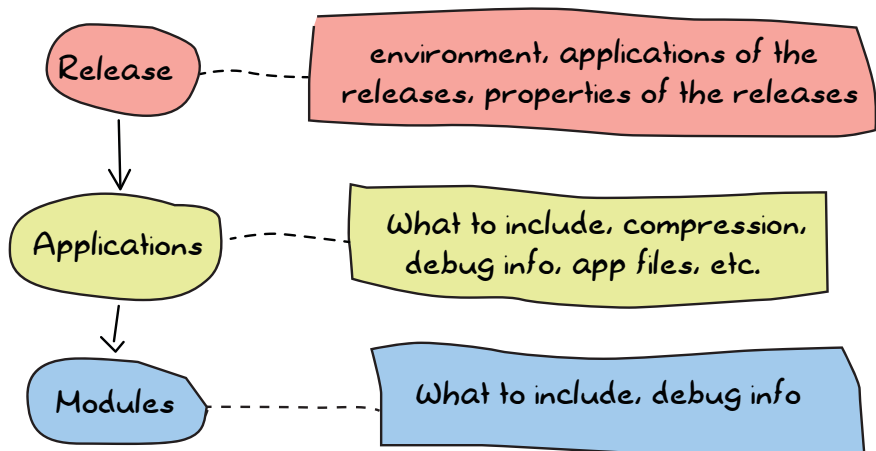 Release
environment, applications of the
releases, properties of the releases
Applications
What to include, compression,
debug info, app files, etc.
Modules
What to include, debug info